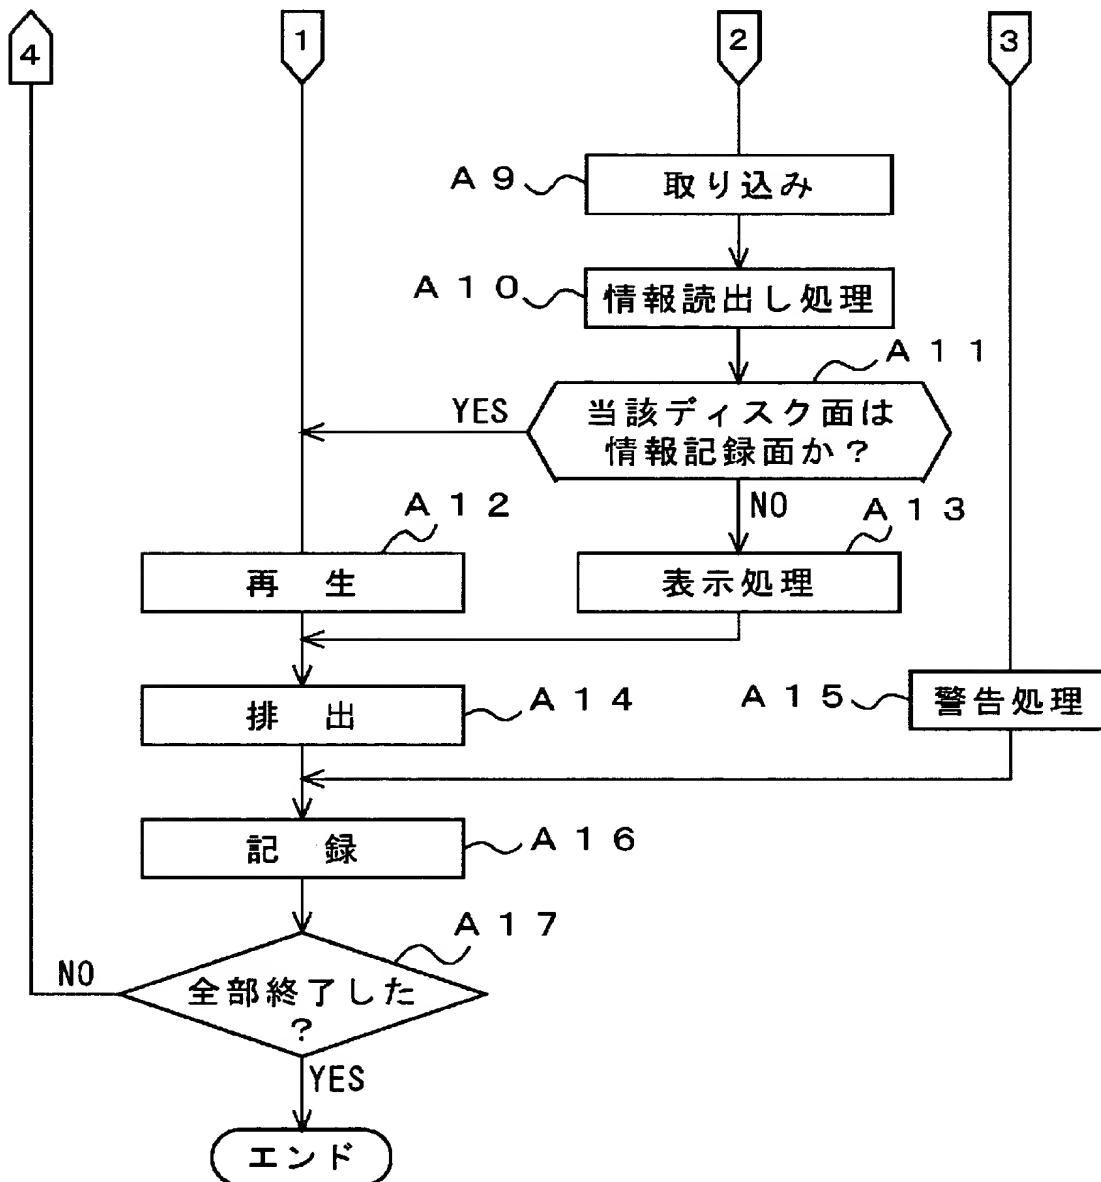 4
1
2
3
A9
取り込み
A10
情報読出し処理
A11
YES
当該ディスク面は
情報記録面か？
NO
A12
A13
再 生
表示処理
A14
排 出
A15
警告処理
記 録
A16
A17
NO
全部終了した
？
YES
エンド